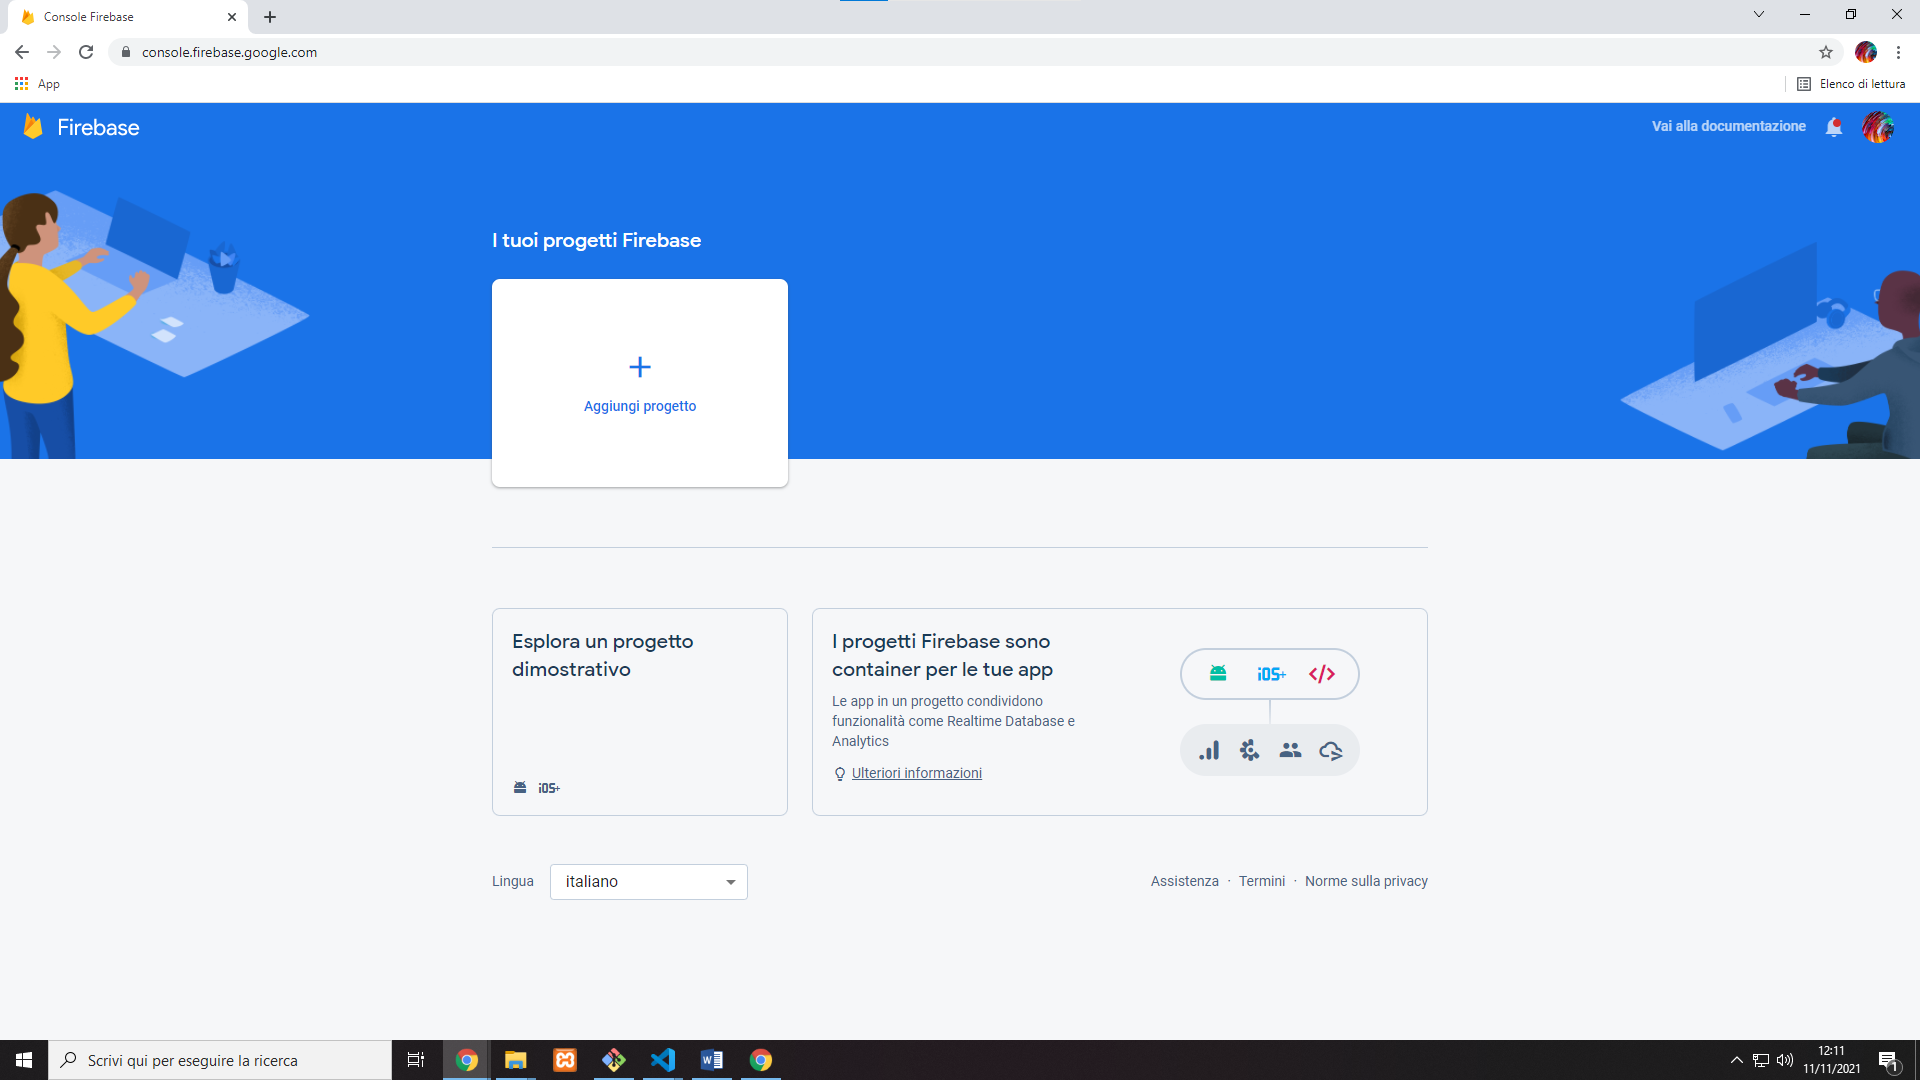 Console Firebase
console.firebase.google.com
App
Elenco di lettura
Firebase
Vai alla documentazione
I tuoi progetti Firebase
Aggiungi progetto
Esplora un progetto
dimostrativo
iOS+
I progetti Firebase sono
container per le tue app
Le app in un progetto condividono
funzionalità come Realtime Database e
Analytics
Ulteriori informazioni
iOS+
Lingua
italiano
Assistenza · Termini · Norme sulla privacy
Scrivi qui per eseguire la ricerca
12:11
11/11/2021
1